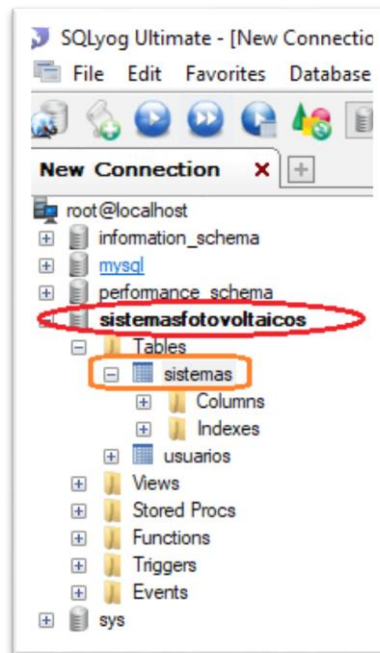 SQLyog Ultimate - [New Connectio
File Edit Favorites Database
New Connection
root@localhost
information_schema
mysql
performance_schema
sistemasfotovoltaicos
Tables
sistemas
Columns
Indexes
usuarios
Views
Stored Procs
Functions
Triggers
Events
sys